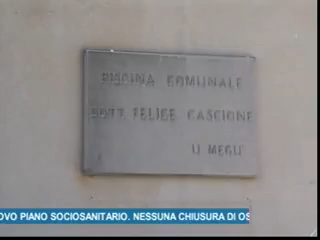 PISCINA COMUNALE
DOTT. FELICE CASCIONE
U MEGU
OVO PIANO SOCIOSANITARIO. NESSUNA CHIUSURA DI OS